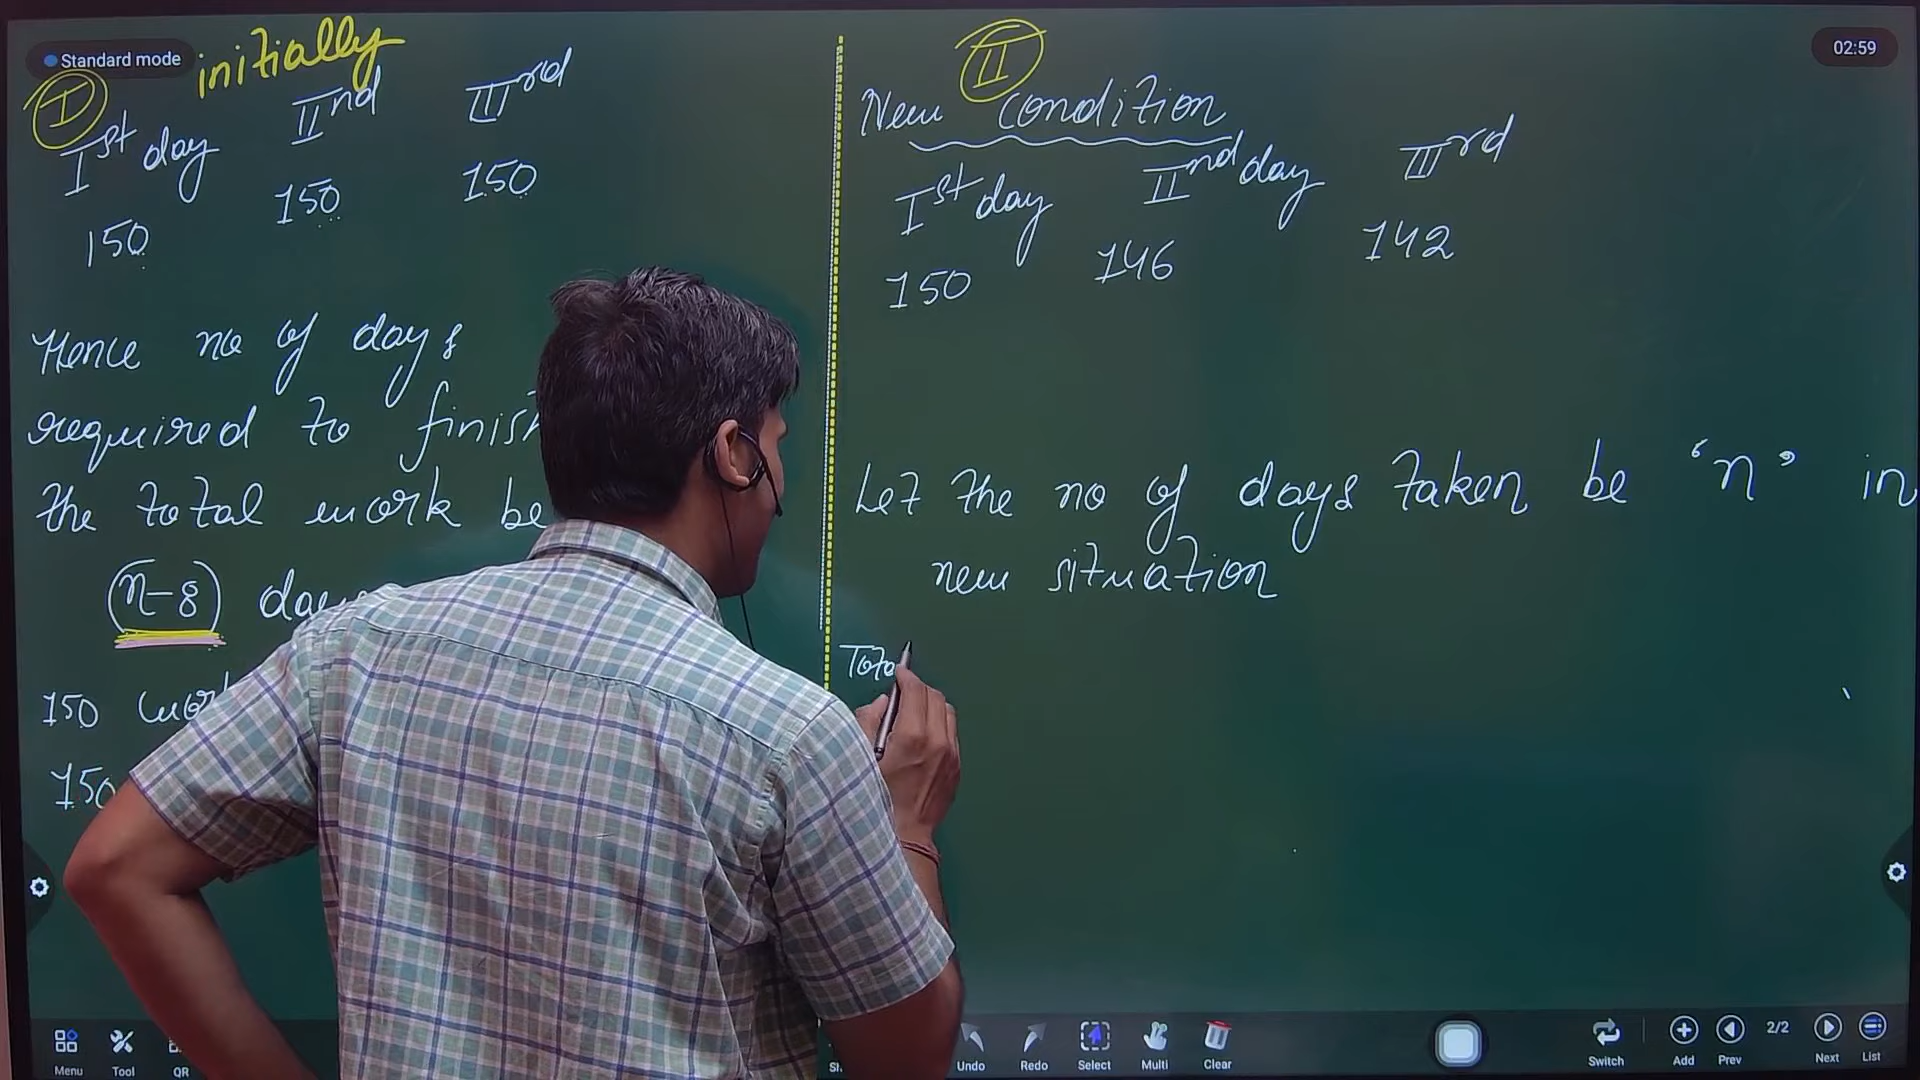 Standard mode
initially
I
Ist day IInd IIIrd
150 150 150
Hence no of days
required to finish
the total work be
(n-8)
150
150
II
New condition
Ist day IInd day IIIrd
150 146 142
Let the no of days taken be 'n' in
new situation
02:59
Menu Tool QR Undo Redo Select Multi Clear Switch Add Prev 2/2 Next List